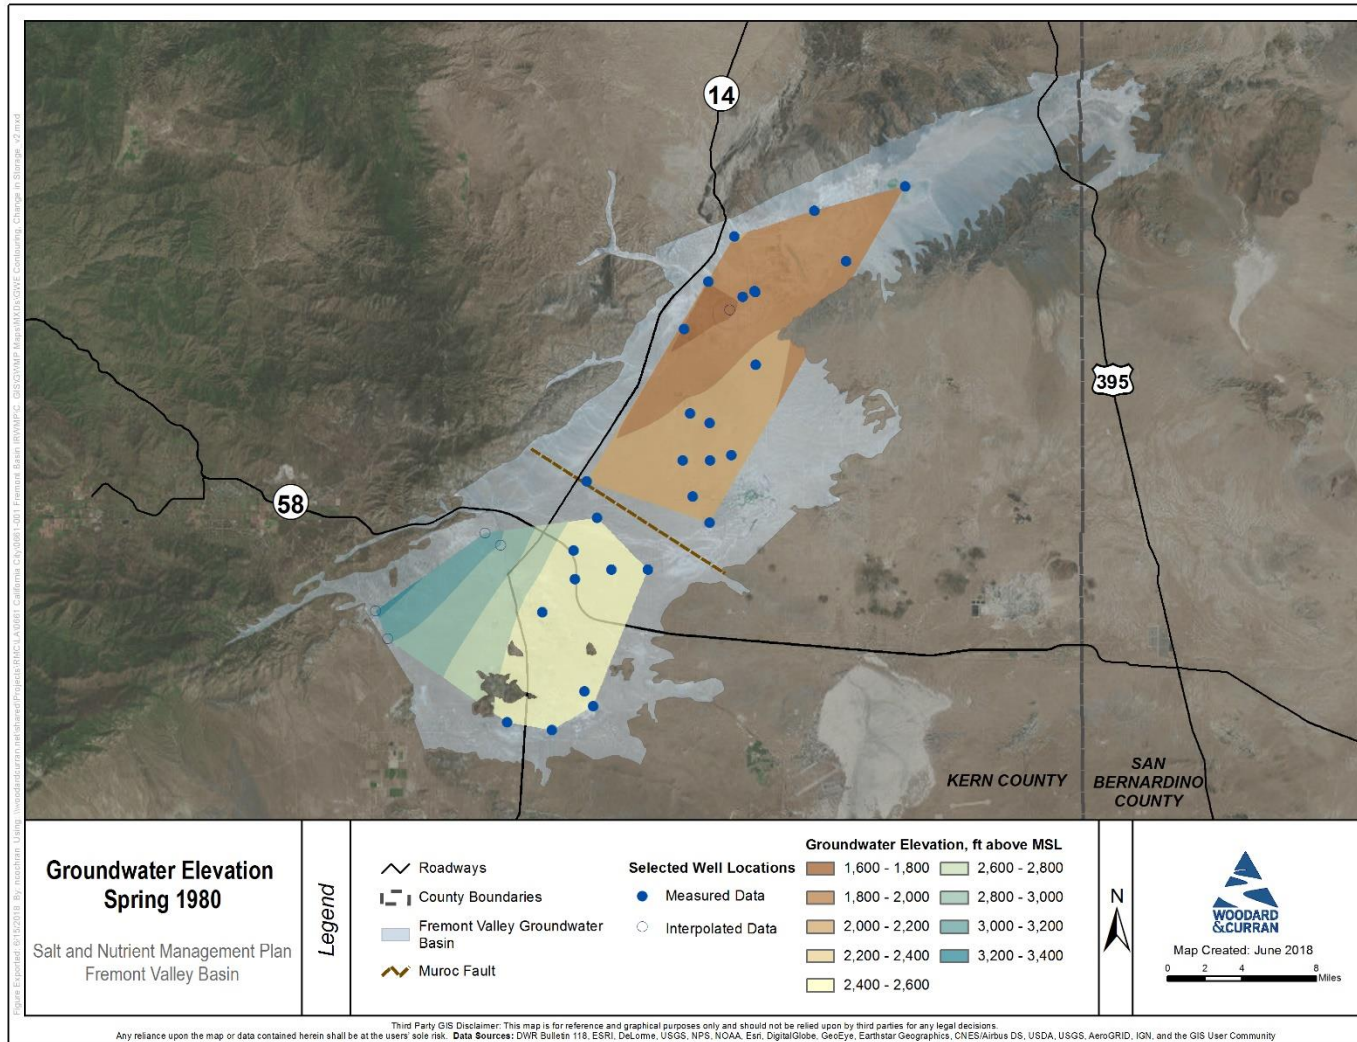 14
58
395
KERN COUNTY
SAN
BERNARDINO
COUNTY
Groundwater Elevation
Spring 1980
Salt and Nutrient Management Plan
Fremont Valley Basin
Legend
Roadways
County Boundaries
Fremont Valley Groundwater
Basin
Muroc Fault
Selected Well Locations
Measured Data
Interpolated Data
Groundwater Elevation, ft above MSL
1,600 - 1,800
1,800 - 2,000
2,000 - 2,200
2,200 - 2,400
2,400 - 2,600
2,600 - 2,800
2,800 - 3,000
3,000 - 3,200
3,200 - 3,400
N
WOODARD
&CURRAN
Map Created: June 2018
0 2 4 8
Miles
Third Party GIS Disclaimer: This map is for reference and graphical purposes only and should not be relied upon by third parties for any legal decisions.
Any reliance upon the map or data contained herein shall be at the users' sole risk. Data Sources: DWR Bulletin 118, ESRI, DeLorme, USGS, NPS, NOAA, Esri, DigitalGlobe, GeoEye, Earthstar Geographics, CNES/Airbus DS, USDA, USGS, AeroGRID, IGN, and the GIS User Community